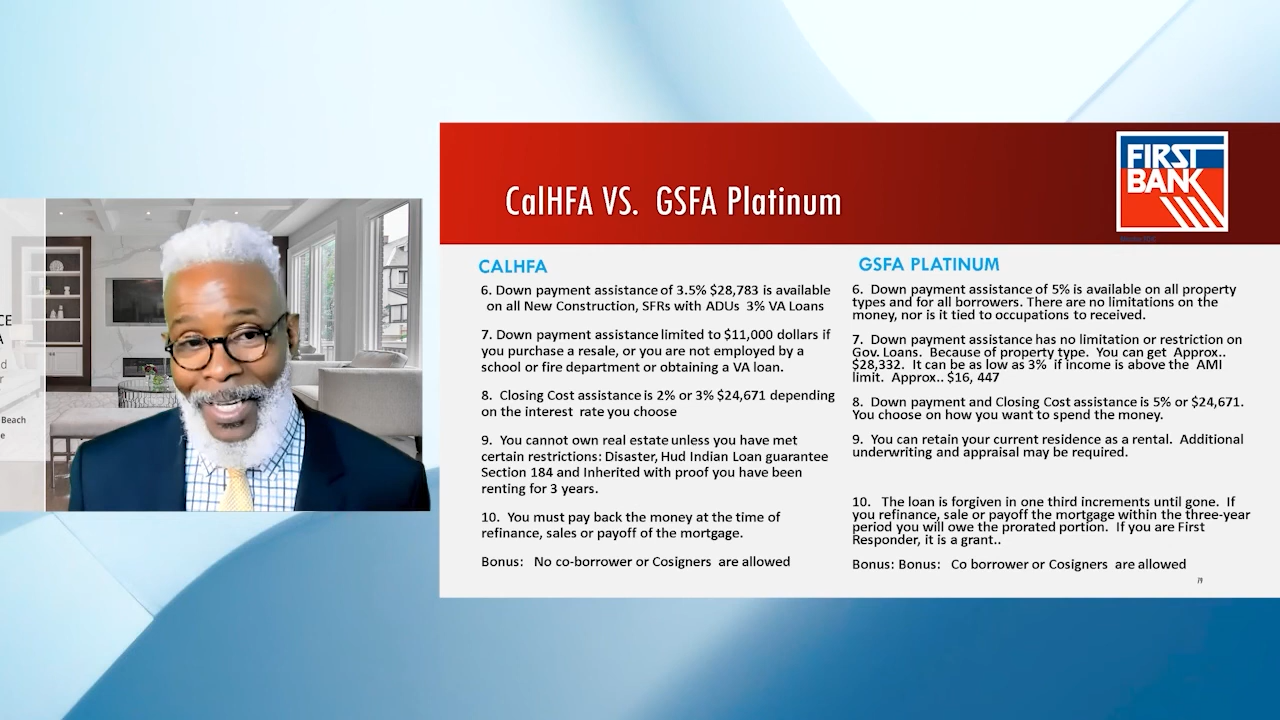 CE
A
d
r
Beach
e
CalHFA VS. GSFA Platinum
FIRST
BANK
CALHFA
6. Down payment assistance of 3.5% $28,783 is available
on all New Construction, SFRs with ADUs 3% VA Loans
7. Down payment assistance limited to $11,000 dollars if
you purchase a resale, or you are not employed by a
school or fire department or obtaining a VA loan.
8. Closing Cost assistance is 2% or 3% $24,671 depending
on the interest rate you choose
9. You cannot own real estate unless you have met
certain restrictions: Disaster, Hud Indian Loan guarantee
Section 184 and Inherited with proof you have been
renting for 3 years.
10. You must pay back the money at the time of
refinance, sales or payoff of the mortgage.
Bonus: No co-borrower or Cosigners are allowed
GSFA PLATINUM
6. Down payment assistance of 5% is available on all property
types and for all borrowers. There are no limitations on the
money, nor is it tied to occupations to received.
7. Down payment assistance has no limitation or restriction on
Gov. Loans. Because of property type. You can get Approx..
$28,332. It can be as low as 3% if income is above the AMI
limit. Approx.. $16, 447
8. Down payment and Closing Cost assistance is 5% or $24,671.
You choose on how you want to spend the money.
9. You can retain your current residence as a rental. Additional
underwriting and appraisal may be required.
10. The loan is forgiven in one third increments until gone. If
you refinance, sale or payoff the mortgage within the three-year
period you will owe the prorated portion. If you are First
Responder, it is a grant..
Bonus: Bonus: Co borrower or Cosigners are allowed
19